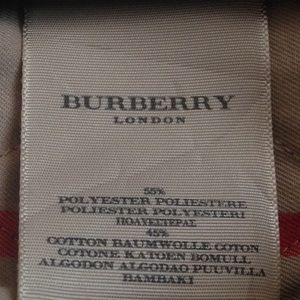 BURBERRY
LONDON
55%
POLYESTER POLIESTERE
POLIESTER POLYESTERI
ΠΟΛΥΕΣΤΕΡΑΣ
45%
COTTON BAUMWOLLE COTON
COTONE KATOEN BOMULL
ALGODON ALGODAO PUUVILLA
BAMBAKI